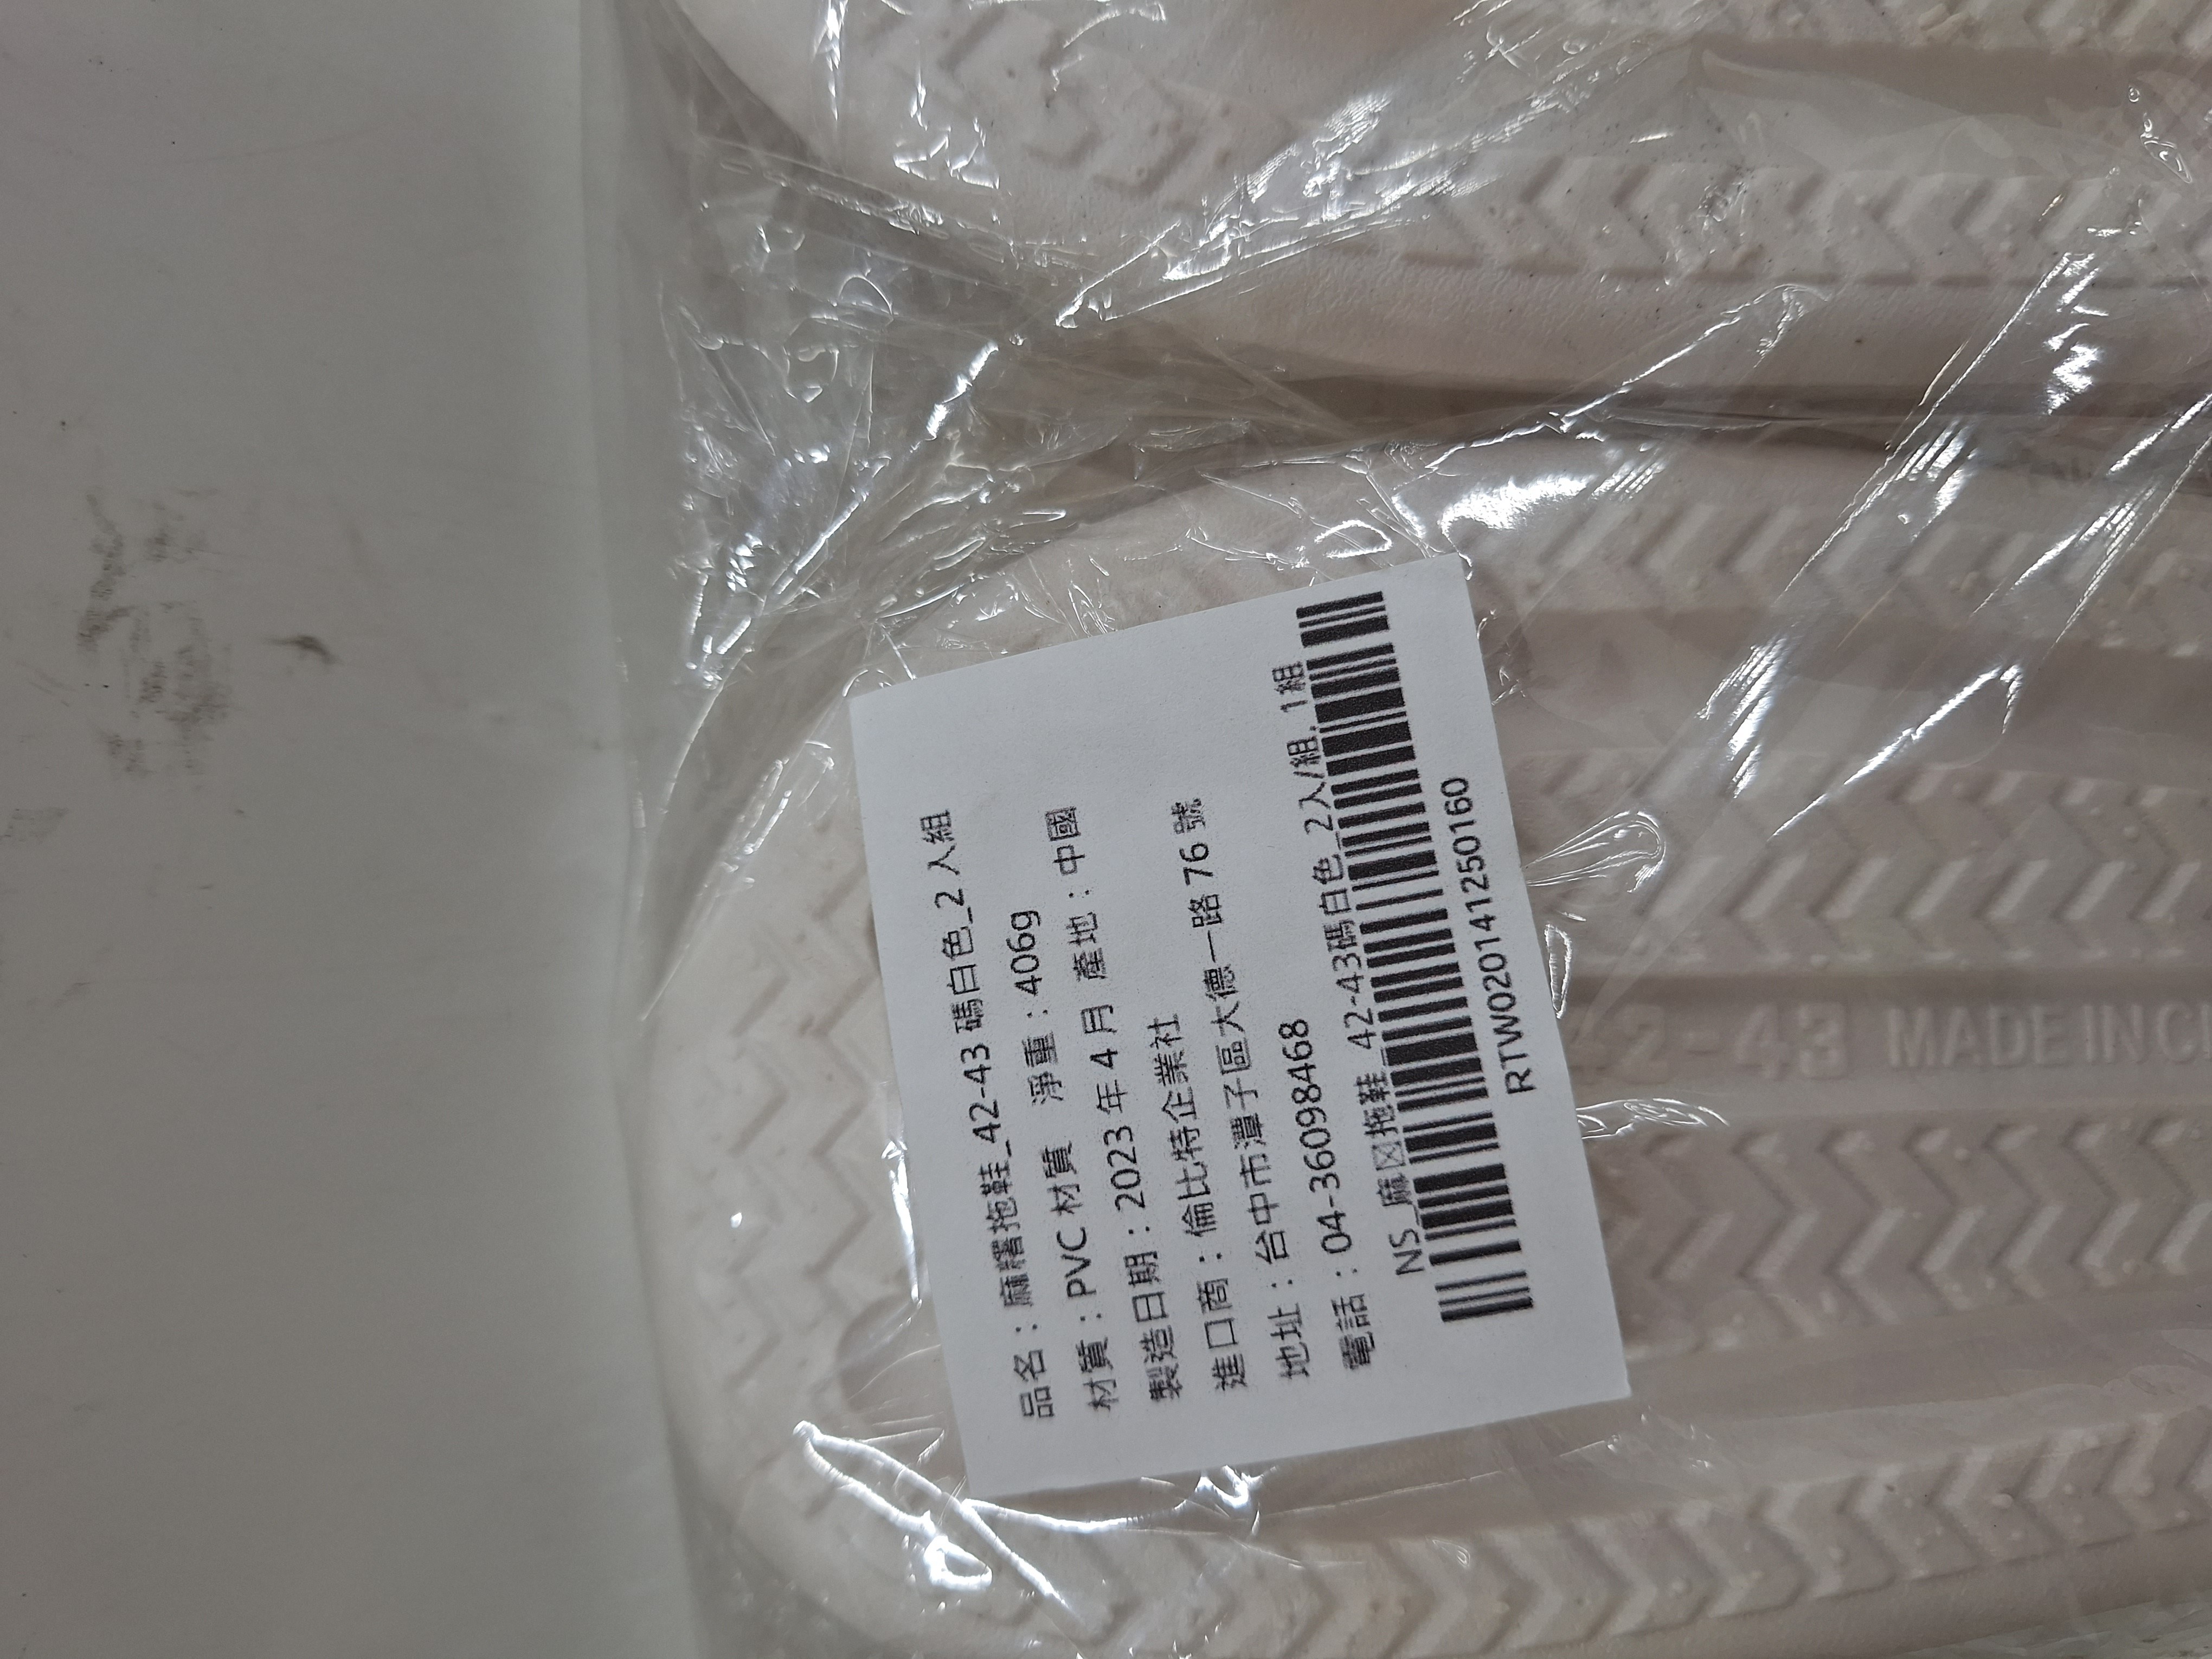 品名：麻糬拖鞋_42-43 碼白色_2 入組
材質：PVC 材質 淨重：406g
製造日期：2023 年 4 月 產地：中國
進口商：倫比特企業社
地址：台中市潭子區大德一路 76 號
電話：04-36098468
NS_麻☒拖鞋_42-43碼白色_2入/組, 1組
RTW020141250160
2-43 MADE IN C